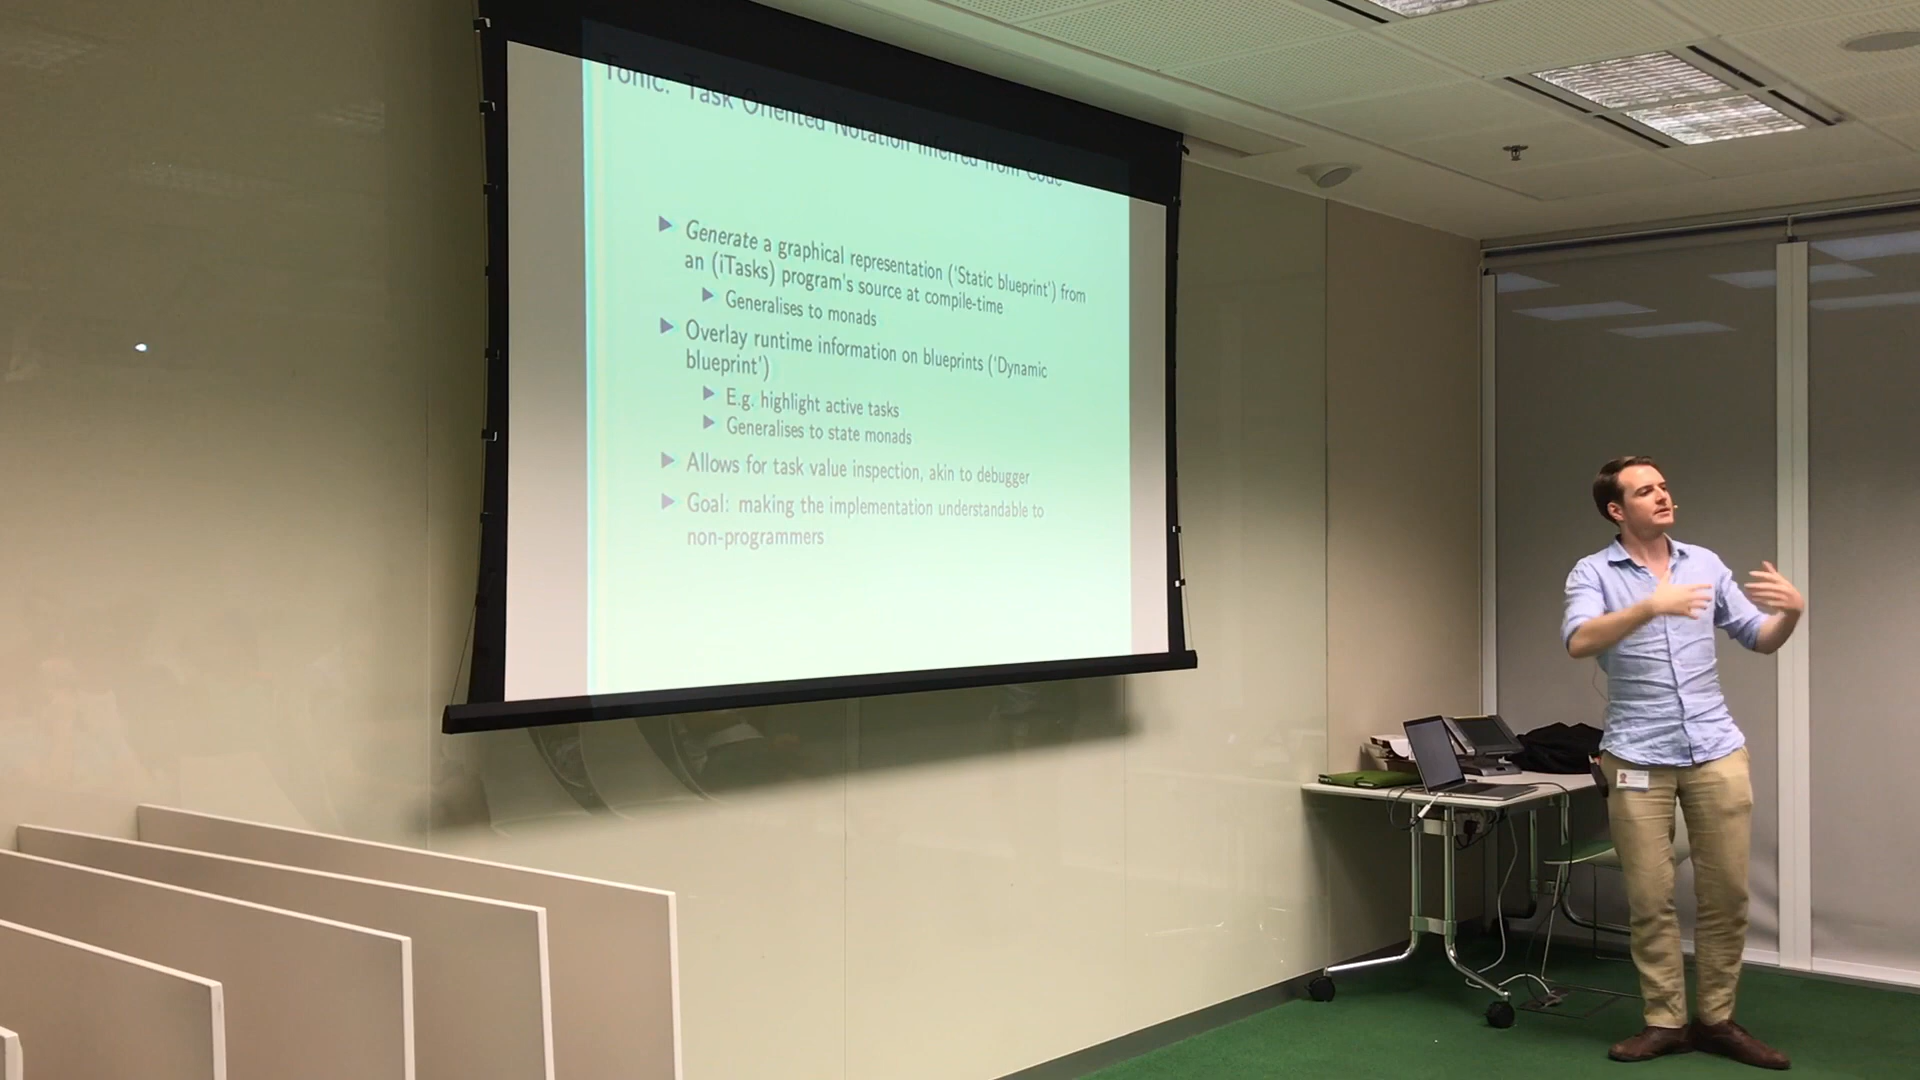 Tonic: Task Oriented Notation Inferred from Code
Generate a graphical representation ('Static blueprint') from
an (iTasks) program's source at compile-time
Generalises to monads
Overlay runtime information on blueprints ('Dynamic
blueprint')
E.g. highlight active tasks
Generalises to state monads
Allows for task value inspection, akin to debugger
Goal: making the implementation understandable to
non-programmers